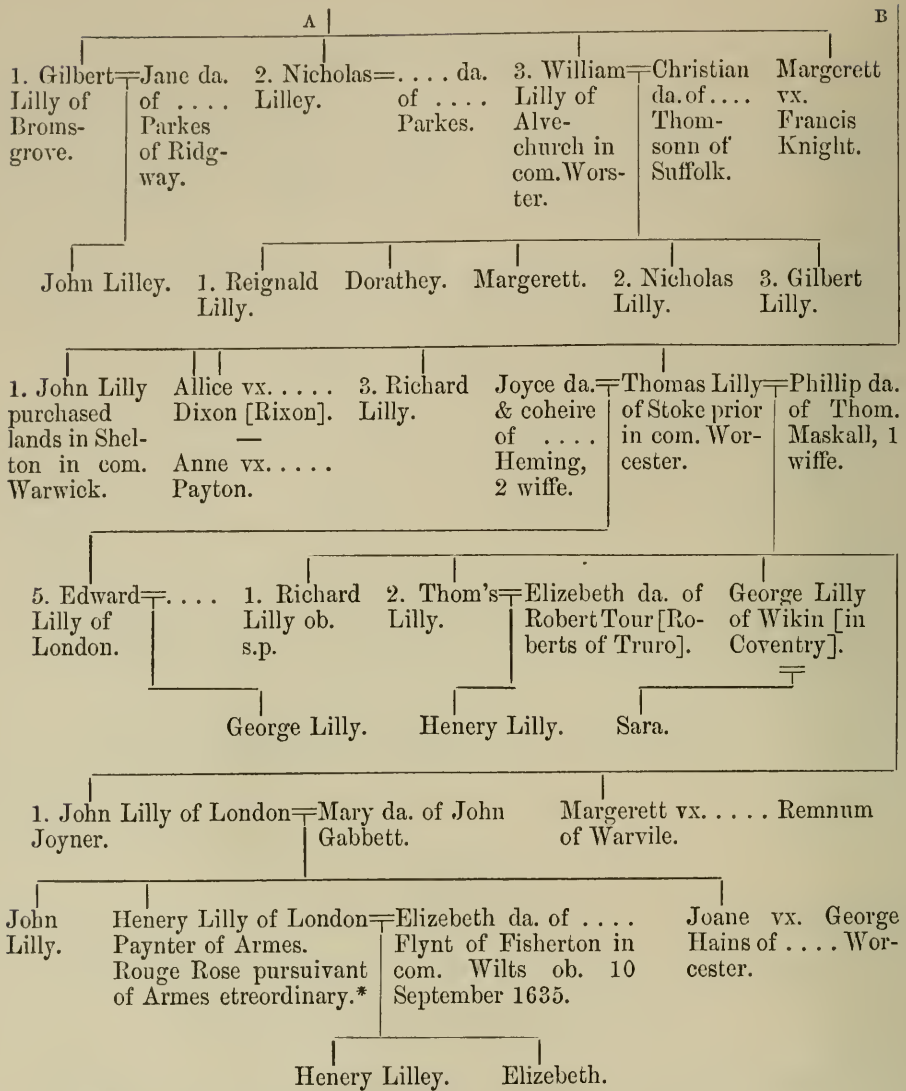 A B
1. Gilbert=Jane da. 2. Nicholas=. . . . da. 3. William=Christian Margerett
Lilly of of . . . . Lilley. of . . . . Lilly of da. of. . . . vx.
Broms- Parkes Parkes. Alve- Thom- Francis
grove. of Ridg- church in sonn of Knight.
way. com. Wors- Suffolk.
ter.
John Lilley. 1. Reignald Dorathey. Margerett. 2. Nicholas 3. Gilbert
Lilly. Lilly. Lilly.
1. John Lilly Allice vx. . . . . 3. Richard Joyce da.=Thomas Lilly=Phillip da.
purchased Dixon [Rixon]. Lilly. & coheire of Stoke prior of Thom.
lands in Shel- — of . . . . in com. Wor- Maskall, 1
ton in com. Anne vx. . . . . Heming, cester. wiffe.
Warwick. Payton. 2 wiffe.
5. Edward=. . . . 1. Richard 2. Thom's=Elizebeth da. of George Lilly
Lilly of Lilly ob. Lilly. Robert Tour [Ro- of Wikin [in
London. s.p. berts of Truro]. Coventry].
George Lilly. Henery Lilly. Sara.
1. John Lilly of London=Mary da. of John Margerett vx. . . . . Remnum
Joyner. Gabbett. of Warvile.
John Henery Lilly of London=Elizebeth da. of . . . . Joane vx. George
Lilly. Paynter of Armes. Flynt of Fisherton in Hains of . . . . Wor-
Rouge Rose pursuivant com. Wilts ob. 10 cester.
of Armes etreordinary.* September 1635.
Henery Lilley. Elizebeth.